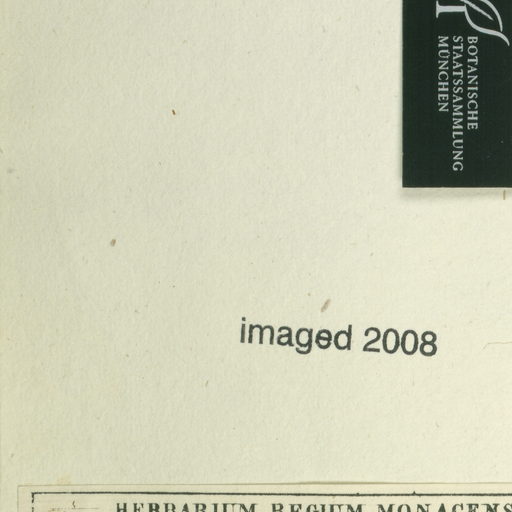 BOTANISCHE
STAATSSAMMLUNG
MÜNCHEN
imaged 2008
HERBARIUM REGIUM MONACENS